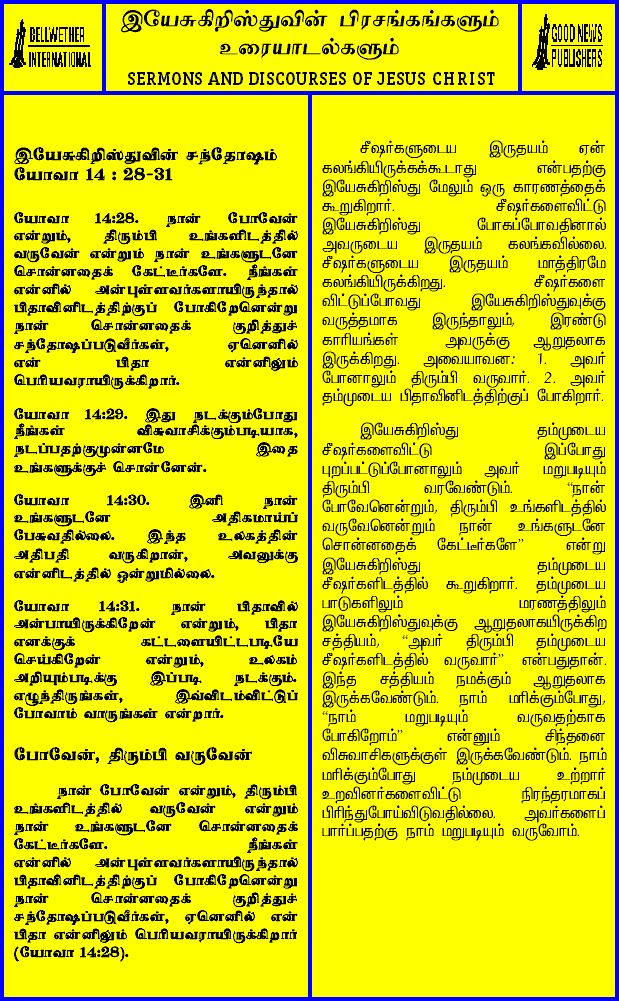 BELLWETHER
INTERNATIONAL
இயேசுகிறிஸ்துவின் பிரசங்கங்களும்
உரையாடல்களும்
SERMONS AND DISCOURSES OF JESUS CHRIST
GOOD NEWS
PUBLISHERS
இயேசுகிறிஸ்துவின் சந்தோஷம்
யோவா 14 : 28-31
யோவா 14:28. நான் போவேன்
என்றும், திரும்பி உங்களிடத்தில்
வருவேன் என்றும் நான் உங்களுடனே
சொன்னதைக் கேட்டீர்களே. நீங்கள்
என்னில் அன்புள்ளவர்களாயிருந்தால்
பிதாவினிடத்திற்குப் போகிறேனென்று
நான் சொன்னதைக் குறித்துச்
சந்தோஷப்படுவீர்கள், ஏனெனில்
என் பிதா என்னிலும்
பெரியவராயிருக்கிறார்.
யோவா 14:29. இது நடக்கும்போது
நீங்கள் விசுவாசிக்கும்படியாக,
நடப்பதற்குமுன்னமே இதை
உங்களுக்குச் சொன்னேன்.
யோவா 14:30. இனி நான்
உங்களுடனே அதிகமாய்ப்
பேசுவதில்லை. இந்த உலகத்தின்
அதிபதி வருகிறான், அவனுக்கு
என்னிடத்தில் ஒன்றுமில்லை.
யோவா 14:31. நான் பிதாவில்
அன்பாயிருக்கிறேன் என்றும், பிதா
எனக்குக் கட்டளையிட்டபடியே
செய்கிறேன் என்றும், உலகம்
அறியும்படிக்கு இப்படி நடக்கும்.
எழுந்திருங்கள், இவ்விடம்விட்டுப்
போவாம் வாருங்கள் என்றார்.
போவேன், திரும்பி வருவேன்
நான் போவேன் என்றும், திரும்பி
உங்களிடத்தில் வருவேன் என்றும்
நான் உங்களுடனே சொன்னதைக்
கேட்டீர்களே. நீங்கள்
என்னில் அன்புள்ளவர்களாயிருந்தால்
பிதாவினிடத்திற்குப் போகிறேனென்று
நான் சொன்னதைக் குறித்துச்
சந்தோஷப்படுவீர்கள், ஏனெனில் என்
பிதா என்னிலும் பெரியவராயிருக்கிறார்
(யோவா 14:28).
சீஷர்களுடைய இருதயம் ஏன்
கலங்கியிருக்கக்கூடாது என்பதற்கு
இயேசுகிறிஸ்து மேலும் ஒரு காரணத்தைக்
கூறுகிறார். சீஷர்களைவிட்டு
இயேசுகிறிஸ்து போகப்போவதினால்
அவருடைய இருதயம் கலங்கவில்லை.
சீஷர்களுடைய இருதயம் மாத்திரமே
கலங்கியிருக்கிறது. சீஷர்களை
விட்டுப்போவது இயேசுகிறிஸ்துவுக்கு
வருத்தமாக இருந்தாலும், இரண்டு
காரியங்கள் அவருக்கு ஆறுதலாக
இருக்கிறது. அவையாவன: 1. அவர்
போனாலும் திரும்பி வருவார். 2. அவர்
தம்முடைய பிதாவினிடத்திற்குப் போகிறார்.
இயேசுகிறிஸ்து தம்முடைய
சீஷர்களைவிட்டு இப்போது
புறப்பட்டுப்போனாலும் அவர் மறுபடியும்
திரும்பி வரவேண்டும். “நான்
போவேனென்றும், திரும்பி உங்களிடத்தில்
வருவேனென்றும் நான் உங்களுடனே
சொன்னதைக் கேட்டீர்களே” என்று
இயேசுகிறிஸ்து தம்முடைய
சீஷர்களிடத்தில் கூறுகிறார். தம்முடைய
பாடுகளிலும் மரணத்திலும்
இயேசுகிறிஸ்துவுக்கு ஆறுதலாகயிருக்கிற
சத்தியம், “அவர் திரும்பி தம்முடைய
சீஷர்களிடத்தில் வருவார்” என்பதுதான்.
இந்த சத்தியம் நமக்கும் ஆறுதலாக
இருக்கவேண்டும். நாம் மரிக்கும்போது,
“நாம் மறுபடியும் வருவதற்காக
போகிறோம்” என்னும் சிந்தனை
விசுவாசிகளுக்குள் இருக்கவேண்டும். நாம்
மரிக்கும்போது நம்முடைய உற்றார்
உறவினர்களைவிட்டு நிரந்தரமாகப்
பிரிந்துபோய்விடுவதில்லை. அவர்களைப்
பார்ப்பதற்கு நாம் மறுபடியும் வருவோம்.